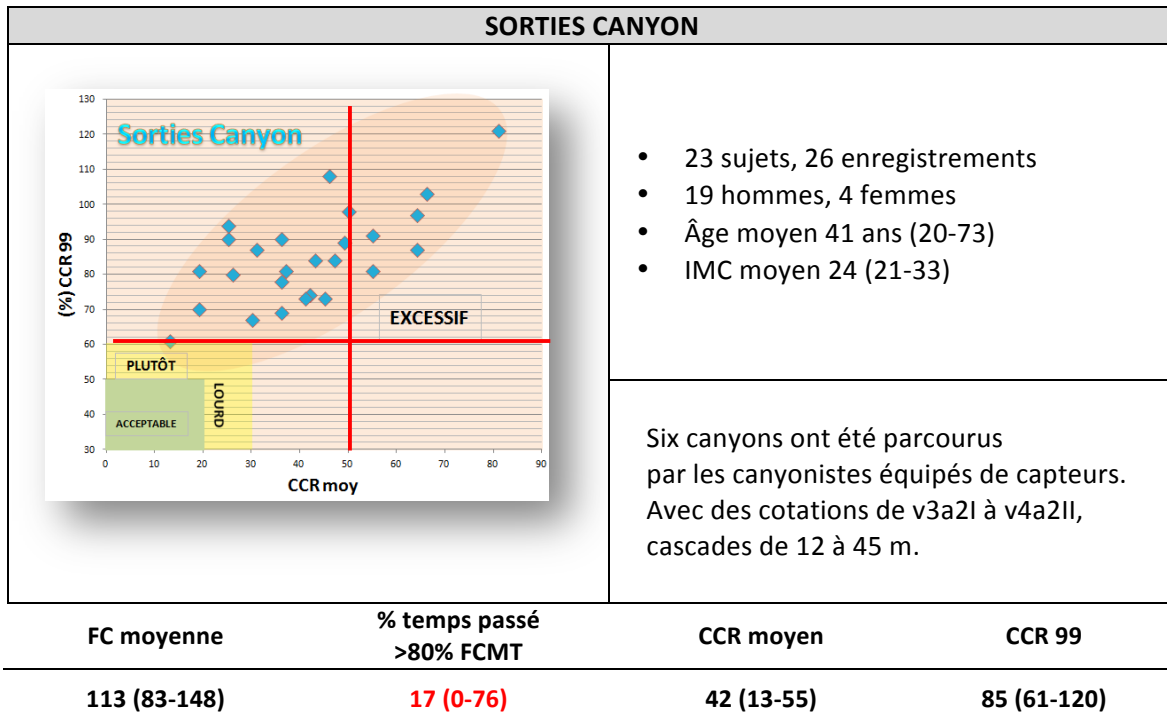 SORTIES CANYON
Sorties Canyon
130
120
110
100
90
80
70
60
50
40
30
(%) CCR 99
EXCESSIF
PLUTÔT
LOURD
ACCEPTABLE
0 10 20 30 40 50 60 70 80 90
CCR moy
• 23 sujets, 26 enregistrements
• 19 hommes, 4 femmes
• Âge moyen 41 ans (20-73)
• IMC moyen 24 (21-33)
Six canyons ont été parcourus
par les canyonistes équipés de capteurs.
Avec des cotations de v3a2I à v4a2II,
cascades de 12 à 45 m.
FC moyenne
% temps passé
>80% FCMT
CCR moyen
CCR 99
113 (83-148)
17 (0-76)
42 (13-55)
85 (61-120)